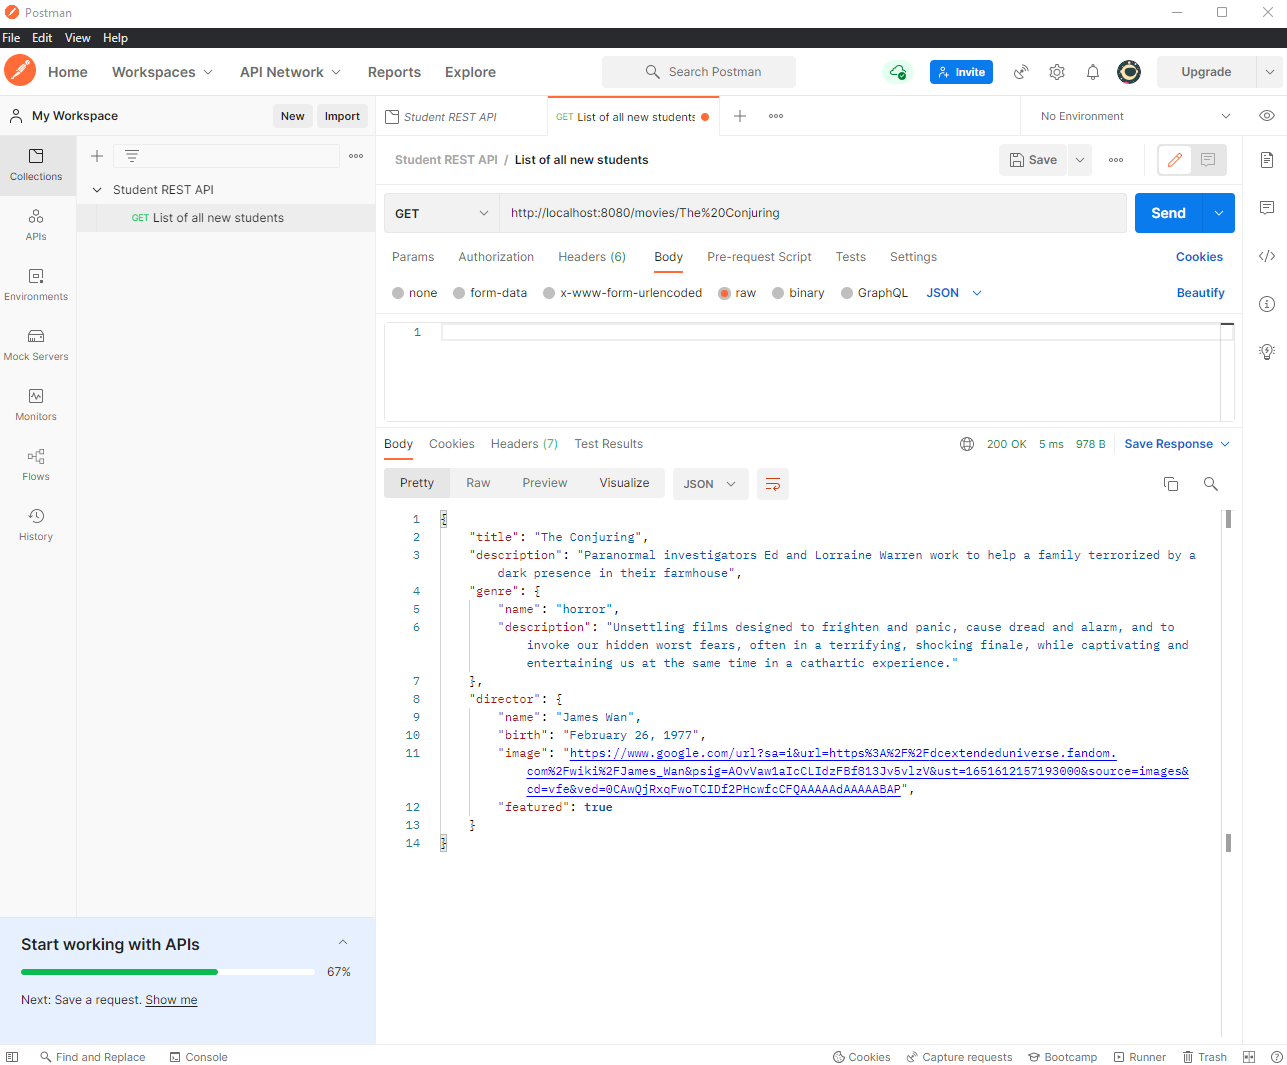 Postman
File Edit View Help
Home Workspaces API Network Reports Explore Search Postman Invite Upgrade
My Workspace New Import
Student REST API GET List of all new students No Environment
Collections
APIs
Environments
Mock Servers
Monitors
Flows
History
Student REST API
GET List of all new students
Student REST API / List of all new students Save
GET http://localhost:8080/movies/The%20Conjuring Send
Params Authorization Headers (6) Body Pre-request Script Tests Settings Cookies
none form-data x-www-form-urlencoded raw binary GraphQL JSON Beautify
1
Body Cookies Headers (7) Test Results 200 OK 5 ms 978 B Save Response
Pretty Raw Preview Visualize JSON
1 {
2 "title": "The Conjuring",
3 "description": "Paranormal investigators Ed and Lorraine Warren work to help a family terrorized by a
dark presence in their farmhouse",
4 "genre": {
5 "name": "horror",
6 "description": "Unsettling films designed to frighten and panic, cause dread and alarm, and to
invoke our hidden worst fears, often in a terrifying, shocking finale, while captivating and
entertaining us at the same time in a cathartic experience."
7 },
8 "director": {
9 "name": "James Wan",
10 "birth": "February 26, 1977",
11 "image": "https://www.google.com/url?sa=i&url=https%3A%2F%2Fdcextendeduniverse.fandom.
com%2Fwiki%2FJames_Wan&psig=AOvVaw1aIcCLIdzFBf813Jv5vlzV&ust=1651612157193000&source=images&
cd=vfe&ved=0CAwQjRxqFwoTCIDf2PHcwfcCFQAAAAAdAAAAABAP",
12 "featured": true
13 }
14 }
Start working with APIs
67%
Next: Save a request. Show me
Find and Replace Console Cookies Capture requests Bootcamp Runner Trash